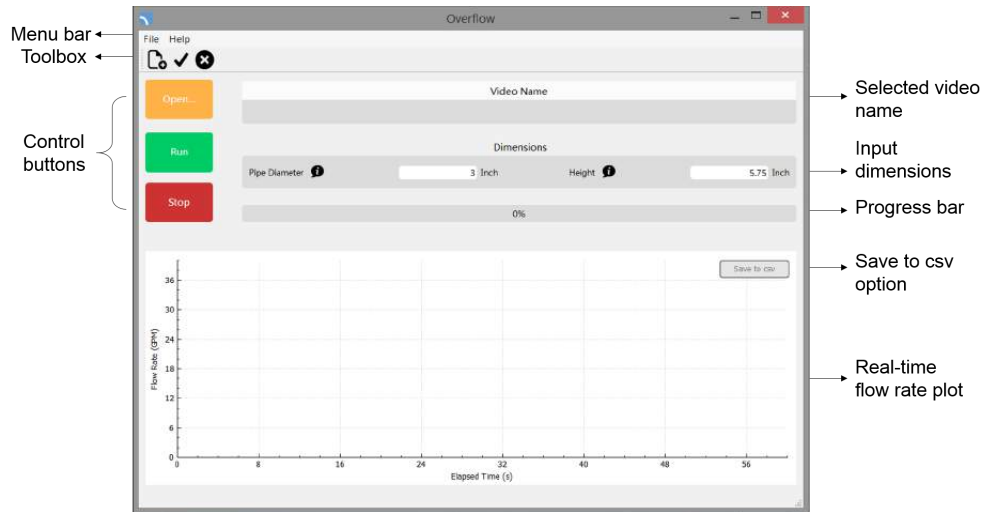 Overflow
Menu bar
File Help
Toolbox
Open...
Video Name
Selected video
name
Control
buttons
Run
Dimensions
Input
dimensions
Pipe Diameter
3 Inch
Height
5.75 Inch
Stop
0%
Progress bar
Save to csv
Save to csv
option
36
30
24
18
12
6
0
Flow Rate (GPM)
Real-time
flow rate plot
0 8 16 24 32 40 48 56
Elapsed Time (s)